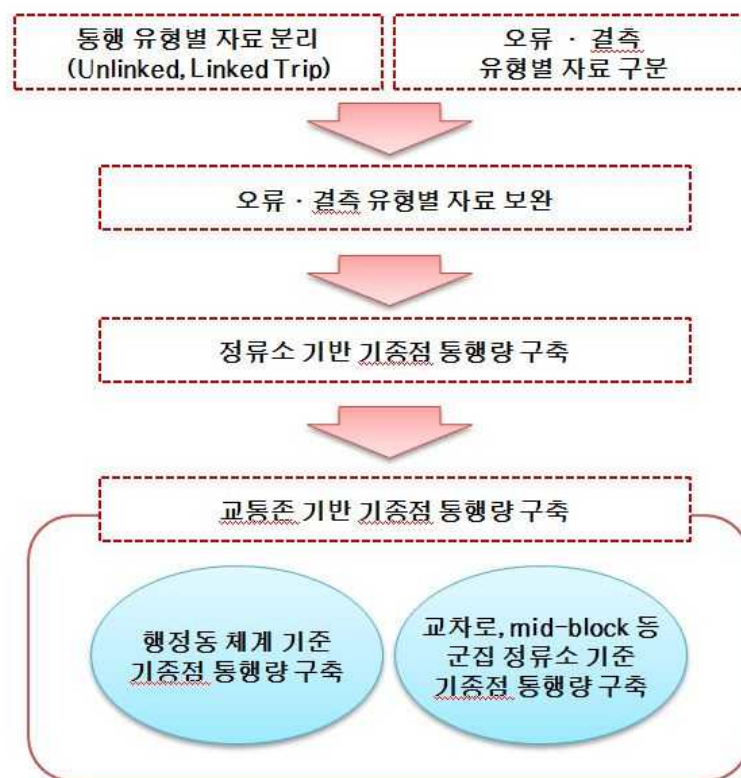 통행 유형별 자료 분리
(Unlinked, Linked Trip)
오류 · 결측
유형별 자료 구분
오류 · 결측 유형별 자료 보완
정류소 기반 기종점 통행량 구축
교통존 기반 기종점 통행량 구축
행정동 체계 기준
기종점 통행량 구축
교차로, mid-block 등
군집 정류소 기준
기종점 통행량 구축